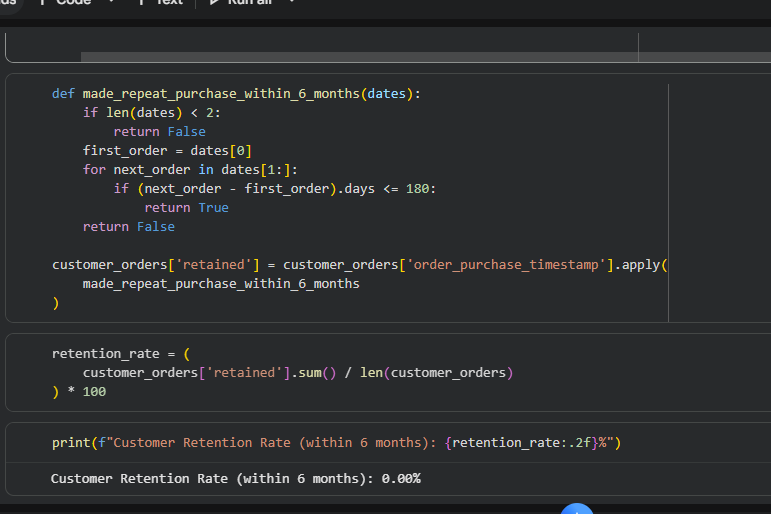 Code
Text
Run all
def made_repeat_purchase_within_6_months(dates):
    if len(dates) < 2:
        return False
    first_order = dates[0]
    for next_order in dates[1:]:
        if (next_order - first_order).days <= 180:
            return True
    return False
customer_orders['retained'] = customer_orders['order_purchase_timestamp'].apply(
    made_repeat_purchase_within_6_months
)
retention_rate = (
    customer_orders['retained'].sum() / len(customer_orders)
) * 100
print(f"Customer Retention Rate (within 6 months): {retention_rate:.2f}%")
Customer Retention Rate (within 6 months): 0.00%